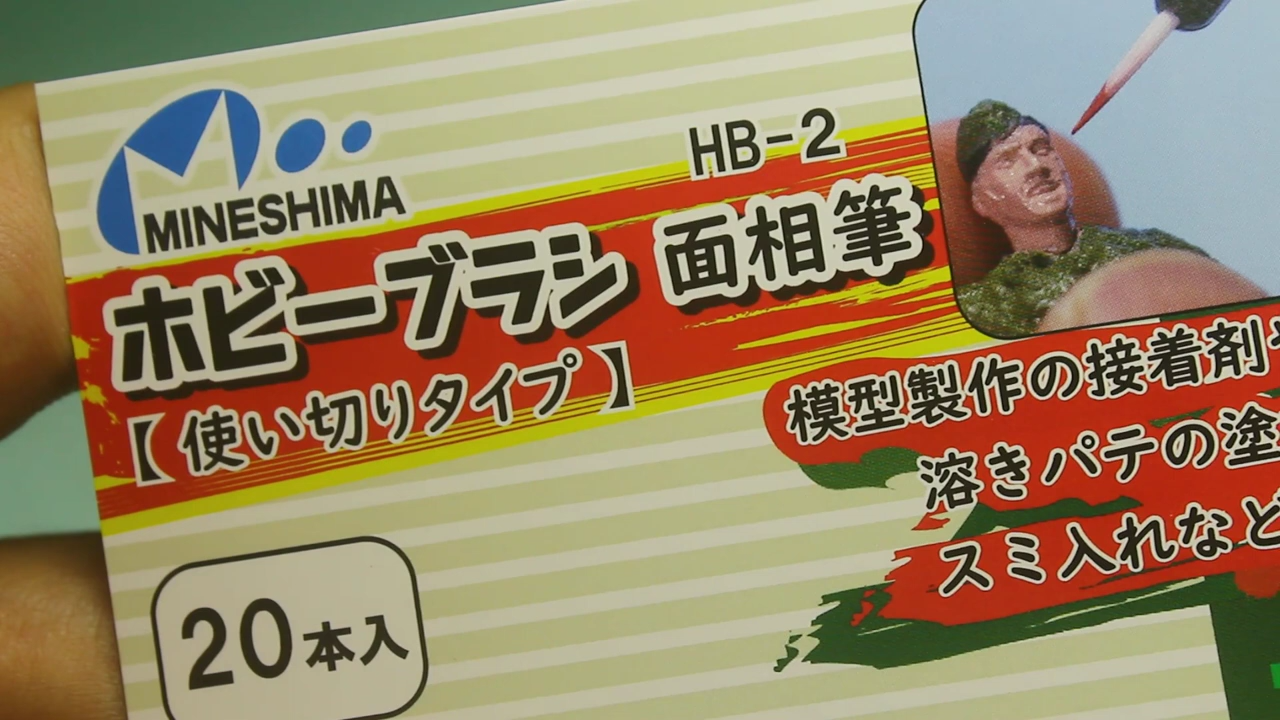 MINESHIMA
HB-2
ホビーブラシ 面相筆
【使い切りタイプ】
模型製作の接着剤
溶きパテの塗
スミ入れなど
20本入